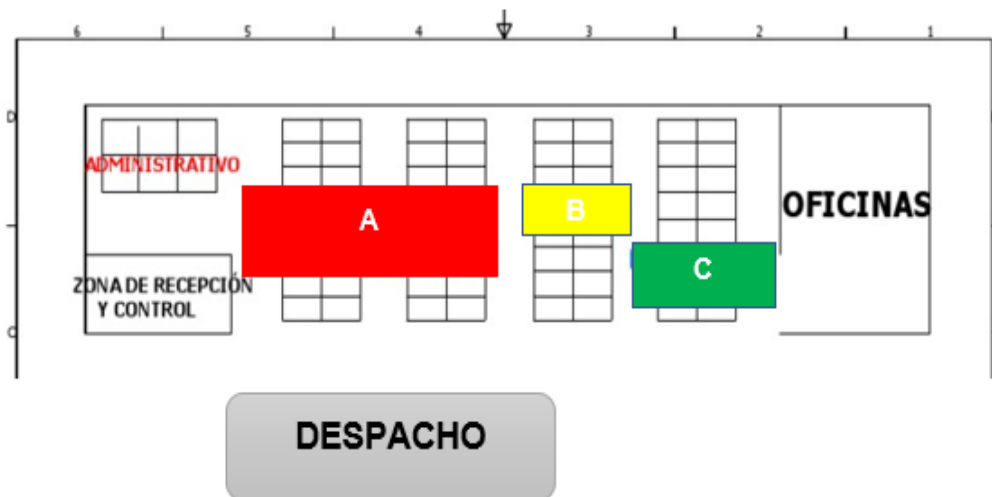 6 5 4 3 2 1
D
ADMINISTRATIVO
A
B
OFICINAS
C
ZONA DE RECEPCIÓN
Y CONTROL
C
DESPACHO